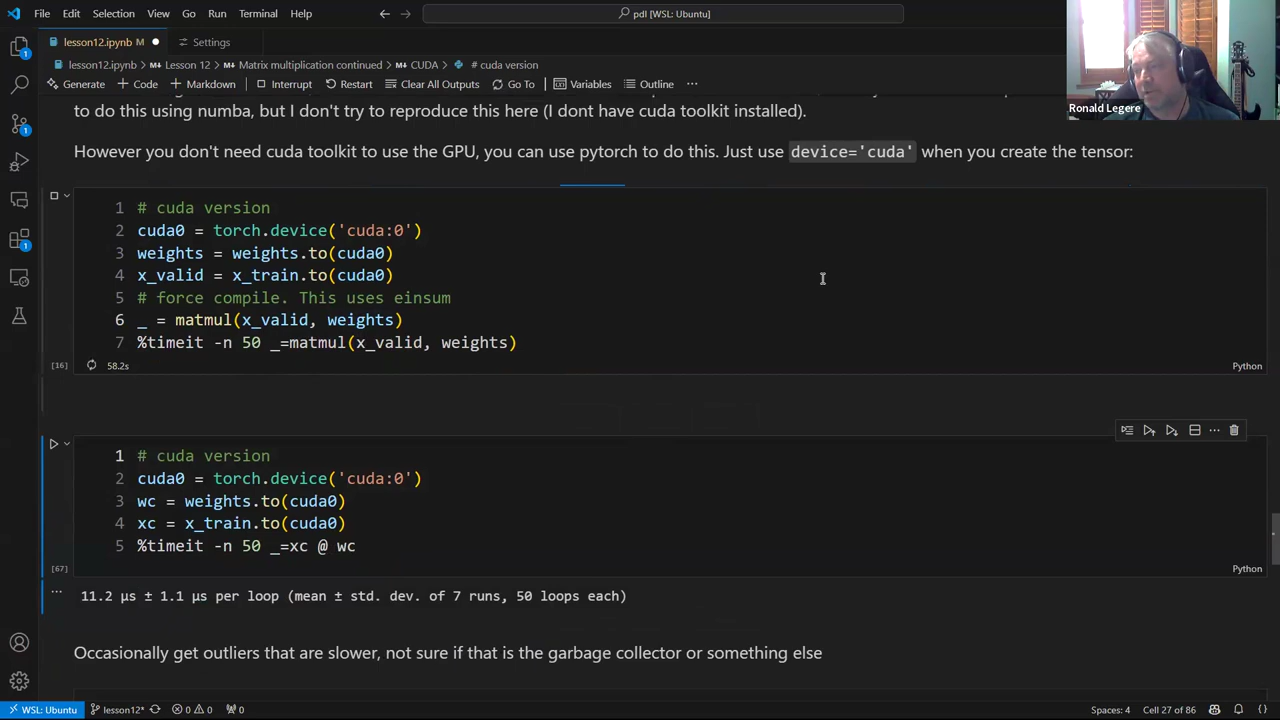 File Edit Selection View Go Run Terminal Help
pdl [WSL: Ubuntu]
lesson12.ipynb M
Settings
lesson12.ipynb > Lesson 12 > Matrix multiplication continued > CUDA > # cuda version
Generate + Code + Markdown Interrupt Restart Clear All Outputs Go To Variables Outline ...
Ronald Legere
to do this using numba, but I don't try to reproduce this here (I dont have cuda toolkit installed).
However you don't need cuda toolkit to use the GPU, you can use pytorch to do this. Just use device='cuda' when you create the tensor:
1 # cuda version
2 cuda0 = torch.device('cuda:0')
3 weights = weights.to(cuda0)
4 x_valid = x_train.to(cuda0)
5 # force compile. This uses einsum
6 _ = matmul(x_valid, weights)
7 %timeit -n 50 _=matmul(x_valid, weights)
[16] 58.2s Python
1 # cuda version
2 cuda0 = torch.device('cuda:0')
3 wc = weights.to(cuda0)
4 xc = x_train.to(cuda0)
5 %timeit -n 50 _=xc @ wc
[67] Python
... 11.2 µs ± 1.1 µs per loop (mean ± std. dev. of 7 runs, 50 loops each)
Occasionally get outliers that are slower, not sure if that is the garbage collector or something else
WSL: Ubuntu lesson12* 0 0 0 Spaces: 4 Cell 27 of 86